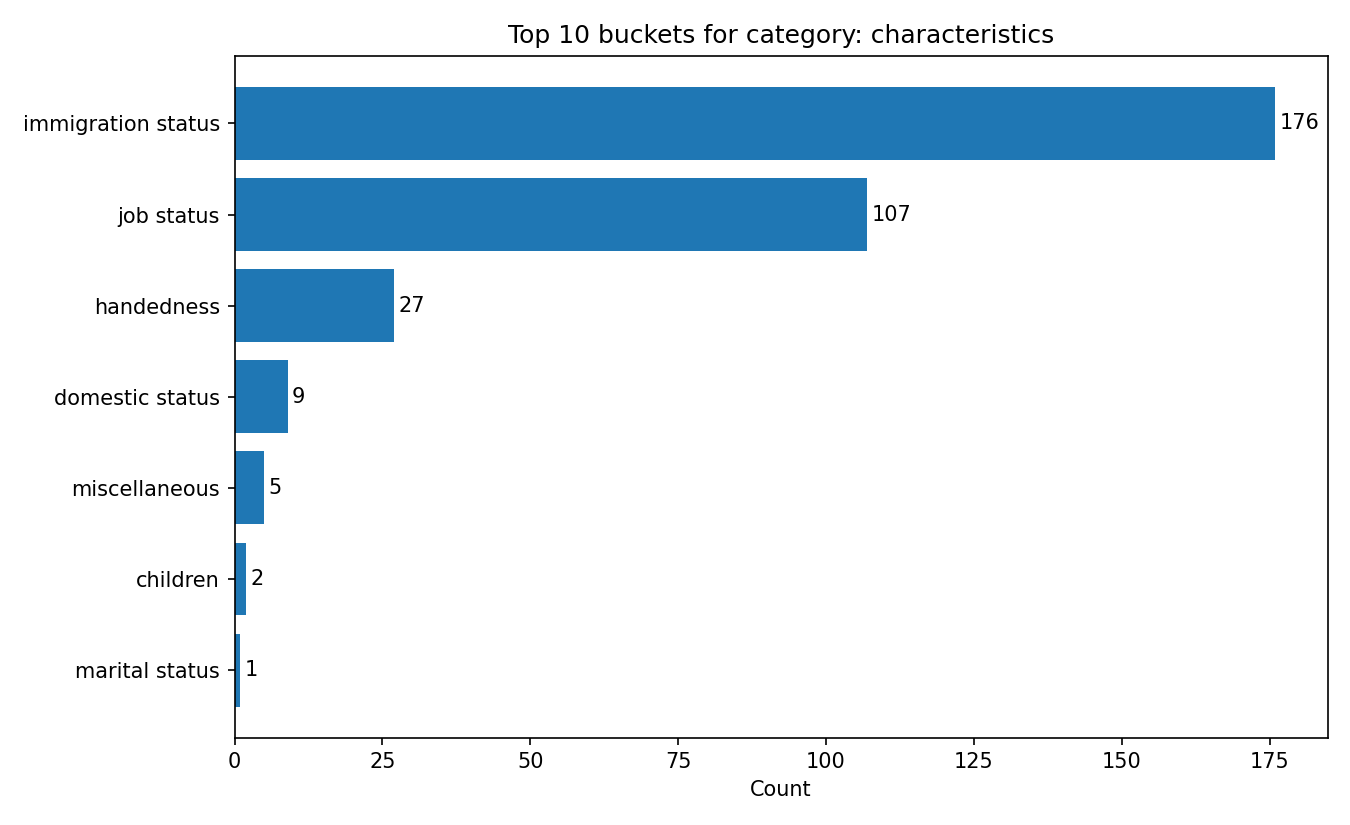 Top 10 buckets for category: characteristics
immigration status 176
job status 107
handedness 27
domestic status 9
miscellaneous 5
children 2
marital status 1
0 25 50 75 100 125 150 175
Count